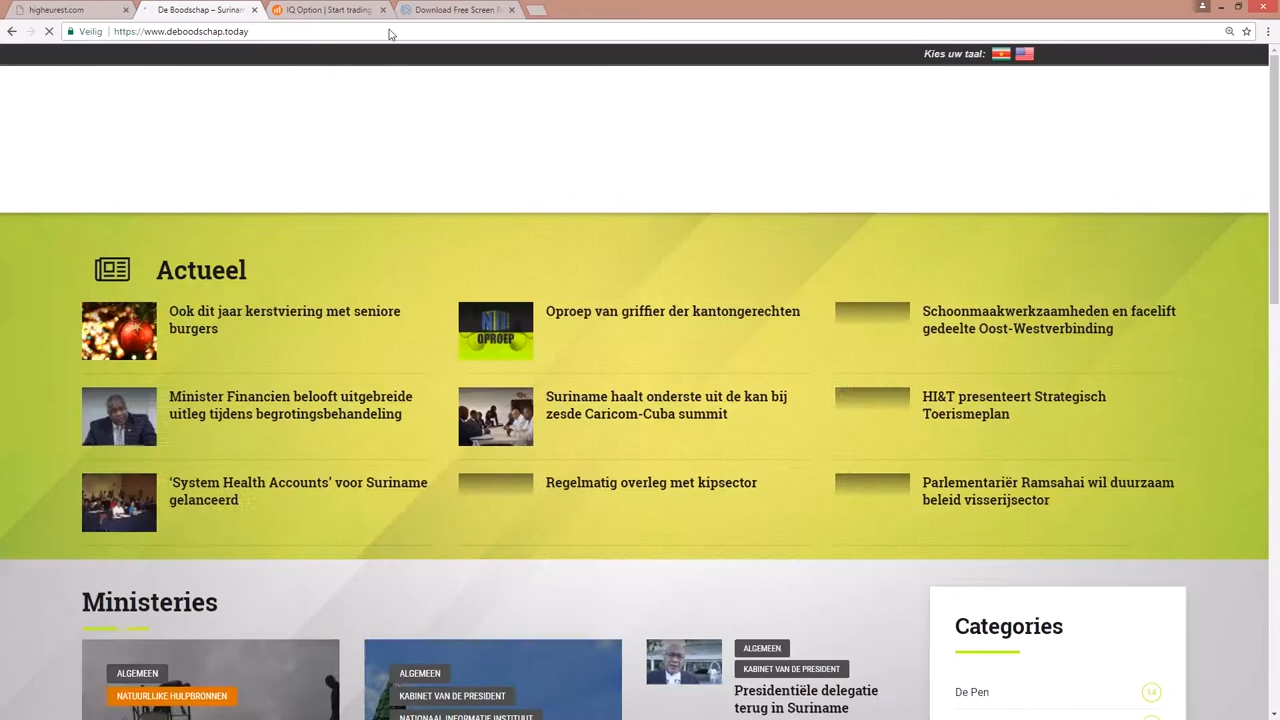 higheurest.com
De Boodschap – Surinam
IQ Option | Start trading
Download Free Screen R
Veilig
https://www.deboodschap.today
Kies uw taal:
Actueel
Ook dit jaar kerstviering met seniore
burgers
Oproep van griffier der kantongerechten
OPROEP
Schoonmaakwerkzaamheden en facelift
gedeelte Oost-Westverbinding
Minister Financien belooft uitgebreide
uitleg tijdens begrotingsbehandeling
Suriname haalt onderste uit de kan bij
zesde Caricom-Cuba summit
HI&T presenteert Strategisch
Toerismeplan
‘System Health Accounts’ voor Suriname
gelanceerd
Regelmatig overleg met kipsector
Parlementariër Ramsahai wil duurzaam
beleid visserijsector
Ministeries
ALGEMEEN
NATUURLIJKE HULPBRONNEN
ALGEMEEN
KABINET VAN DE PRESIDENT
NATIONAAL INFORMATIE INSTITUUT
ALGEMEEN
KABINET VAN DE PRESIDENT
Presidentiële delegatie
terug in Suriname
Categories
De Pen
14